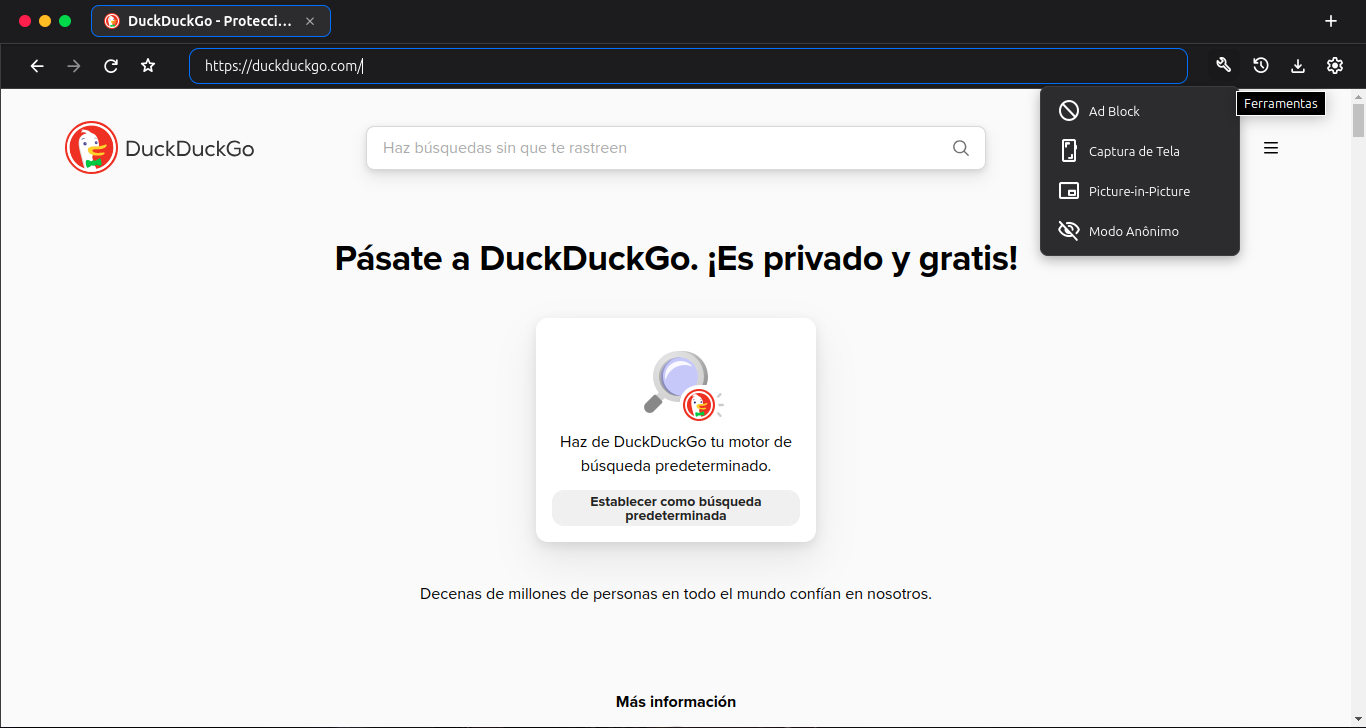 DuckDuckGo - Protecci...
https://duckduckgo.com/
Ferramentas
Ad Block
Captura de Tela
Picture-in-Picture
Modo Anônimo
DuckDuckGo
Haz búsquedas sin que te rastreen
Pásate a DuckDuckGo. ¡Es privado y gratis!
Haz de DuckDuckGo tu motor de
búsqueda predeterminado.
Establecer como búsqueda
predeterminada
Decenas de millones de personas en todo el mundo confían en nosotros.
Más información